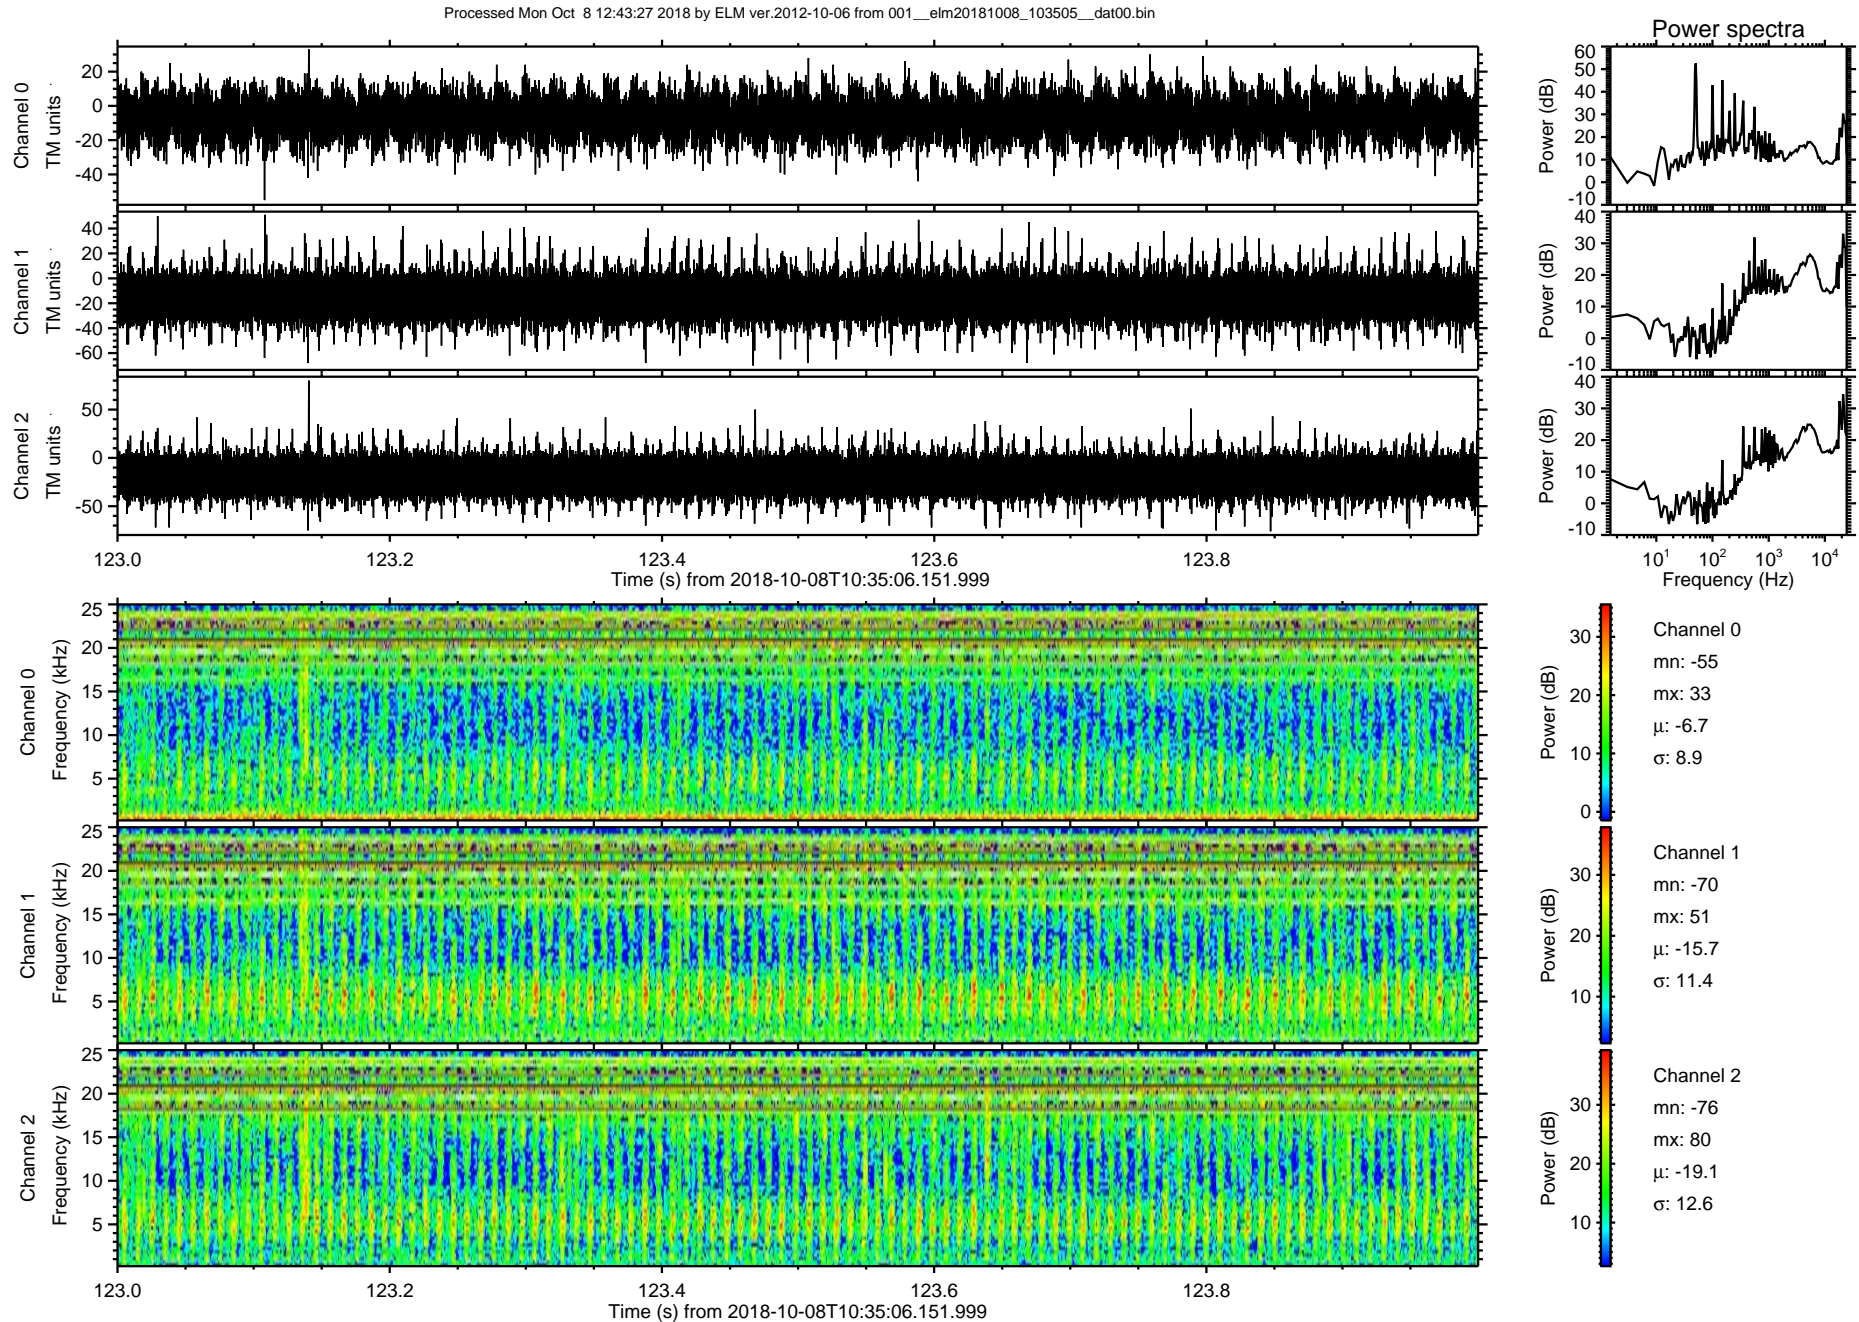 Processed Mon Oct  8 12:43:27 2018 by ELM ver.2012-10-06 from 001__elm20181008_103505__dat00.bin
Power spectra
Channel 0
TM units
20
0
-20
-40
Power (dB)
60
50
40
30
20
10
0
-10
Channel 1
TM units
40
20
0
-20
-40
-60
Power (dB)
40
30
20
10
0
-10
Channel 2
TM units
50
0
-50
Power (dB)
40
30
20
10
0
-10
123.0 123.2 123.4 123.6 123.8
Time (s) from 2018-10-08T10:35:06.151.999
10¹ 10² 10³ 10⁴
Frequency (Hz)
Channel 0
Frequency (kHz)
25
20
15
10
5
Power (dB)
30
20
10
0
Channel 0
mn: -55
mx: 33
μ: -6.7
σ: 8.9
Channel 1
Frequency (kHz)
25
20
15
10
5
Power (dB)
30
20
10
Channel 1
mn: -70
mx: 51
μ: -15.7
σ: 11.4
Channel 2
Frequency (kHz)
25
20
15
10
5
Power (dB)
30
20
10
Channel 2
mn: -76
mx: 80
μ: -19.1
σ: 12.6
123.0 123.2 123.4 123.6 123.8
Time (s) from 2018-10-08T10:35:06.151.999